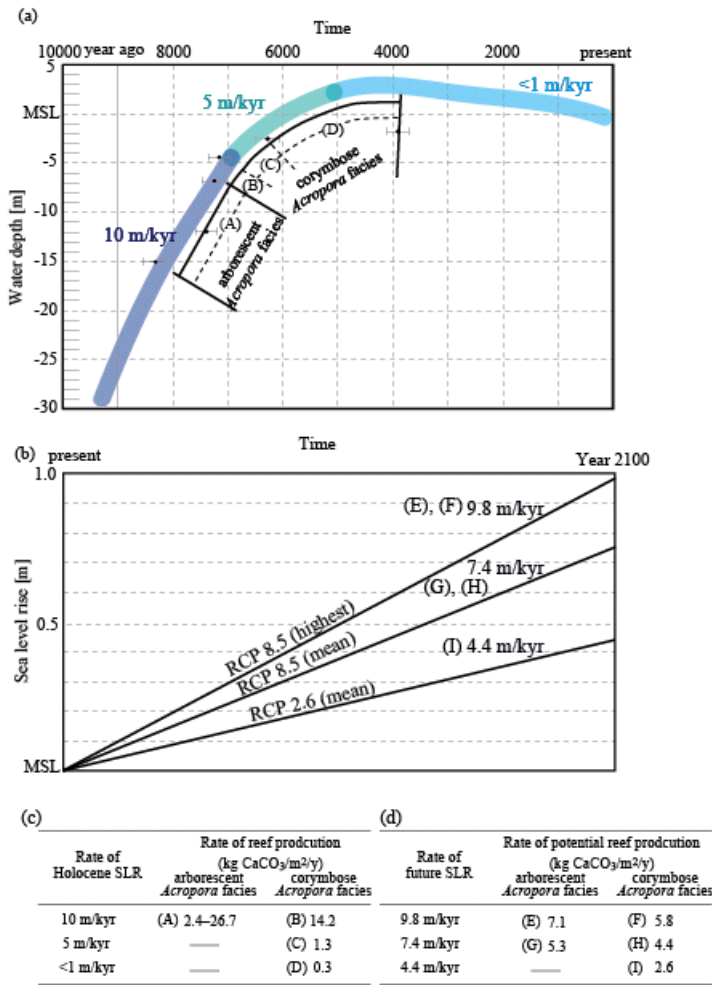 (a)
Time
10000 year ago 8000 6000 4000 2000 present
5
MSL
-5
-10
-15
-20
-25
-30
Water depth [m]
10 m/kyr
5 m/kyr
<1 m/kyr
(A)
(B)
(C)
(D)
arborescent
Acropora facies
corymbose
Acropora facies
(b)
Time
present Year 2100
1.0
0.5
MSL
Sea level rise [m]
(E), (F) 9.8 m/kyr
7.4 m/kyr
(G), (H)
(I) 4.4 m/kyr
RCP 8.5 (highest)
RCP 8.5 (mean)
RCP 2.6 (mean)
(c)
Rate of
Holocene SLR
Rate of reef prodcution
(kg CaCO3/m²/y)
arborescent corymbose
Acropora facies Acropora facies
10 m/kyr (A) 2.4–26.7 (B) 14.2
5 m/kyr — (C) 1.3
<1 m/kyr — (D) 0.3
(d)
Rate of
future SLR
Rate of potential reef prodcution
(kg CaCO3/m²/y)
arborescent corymbose
Acropora facies Acropora facies
9.8 m/kyr (E) 7.1 (F) 5.8
7.4 m/kyr (G) 5.3 (H) 4.4
4.4 m/kyr — (I) 2.6